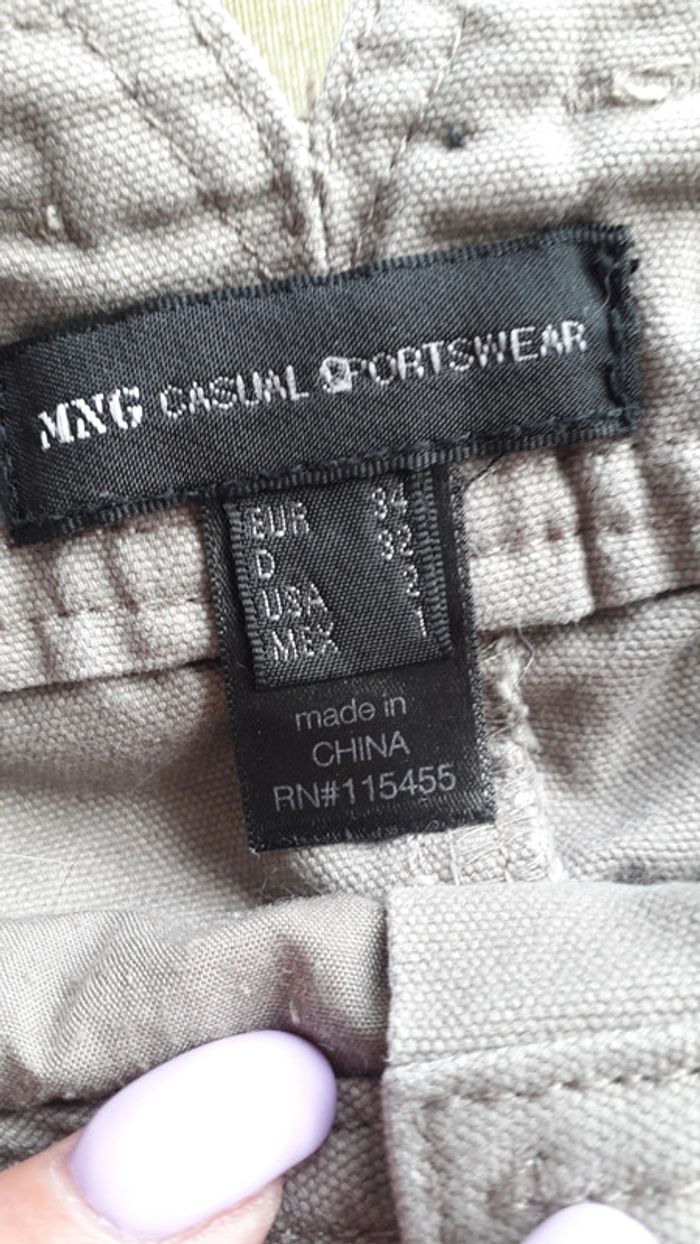 MNG CASUAL SPORTSWEAR
EUR 34
D 32
USA 2
MEX 1
made in
CHINA
RN#115455